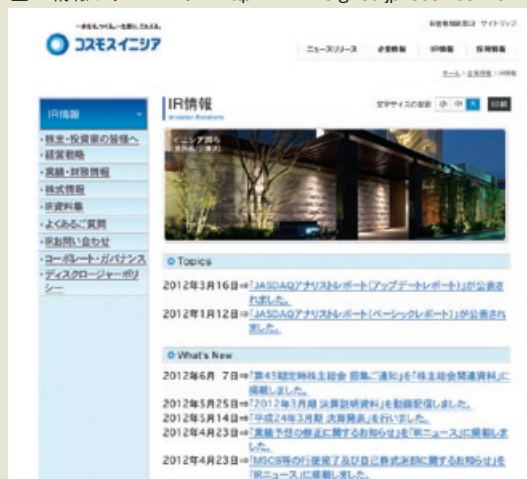 コスモスイニシア
ニュースリリース 企業情報 IR情報 採用情報
ホーム > 企業情報 > IR情報
IR情報
IR情報
Investor Relations
文字サイズの変更 小 中 大 印刷
株主・投資家の皆様へ
経営戦略
業績・財務情報
株式情報
IR資料集
よくあるご質問
IRお問い合わせ
コーポレート・ガバナンス
ディスクロージャーポリ
シー
イニシア
Topics
2012年3月16日⇒「JASDAQアナリストレポート(アップデートレポート)」が公表さ
れました。
2012年1月12日⇒「JASDAQアナリストレポート(ベーシックレポート)」が公表され
ました。
What's New
2012年6月 7日⇒「第43期定時株主総会 招集ご通知」を「株主総会関連資料」に
掲載しました。
2012年5月25日⇒「2012年3月期 決算説明資料」を動画配信しました。
2012年5月14日⇒「平成24年3月期 決算発表」を行いました。
2012年4月23日⇒「業績予想の修正に関するお知らせ」を「IRニュース」に掲載しま
した。
2012年4月23日⇒「MSCB等の行使完了及び自己株式消却に関するお知らせ」を
「IRニュース」に掲載しました。